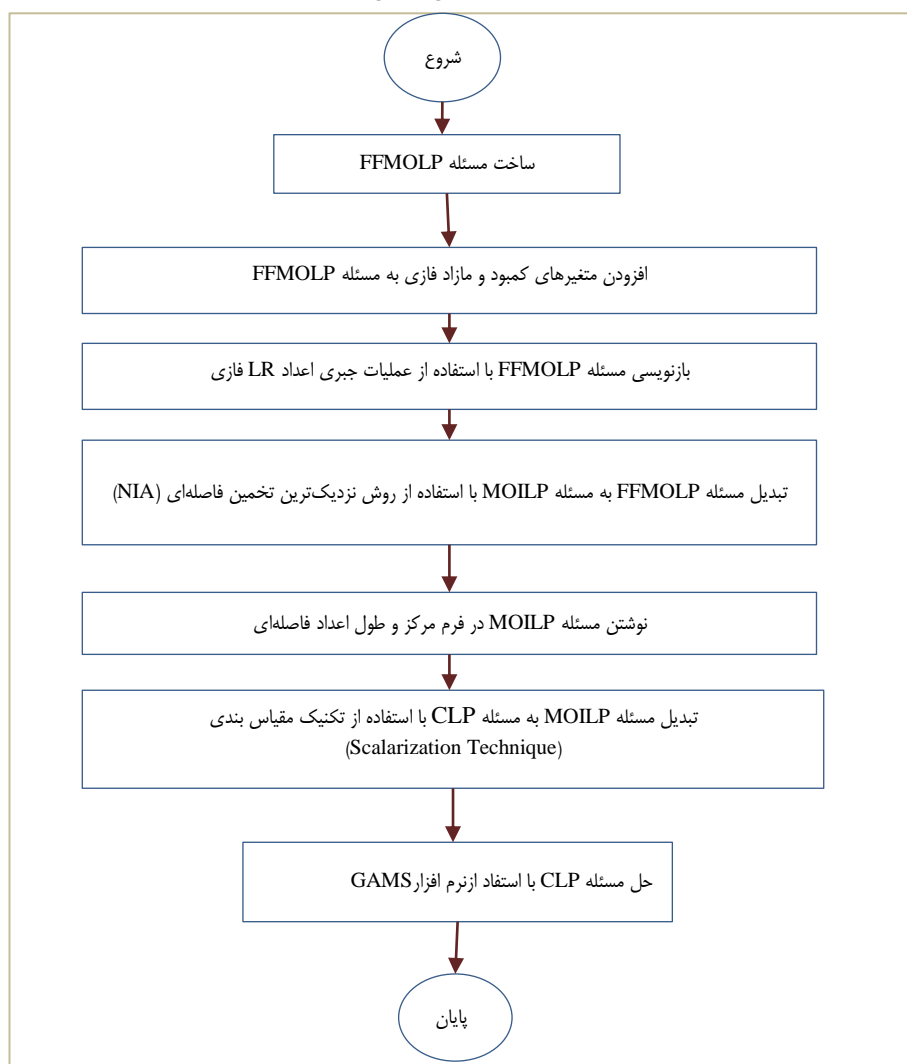 شروع
ساخت مسئله FFMOLP
افزودن متغیرهای کمبود و مازاد فازی به مسئله FFMOLP
بازنویسی مسئله FFMOLP با استفاده از عملیات جبری اعداد LR فازی
تبدیل مسئله FFMOLP به مسئله MOILP با استفاده از روش نزدیک‌ترین تخمین فاصله‌ای (NIA)
نوشتن مسئله MOILP در فرم مرکز و طول اعداد فاصله‌ای
تبدیل مسئله MOILP به مسئله CLP با استفاده از تکنیک مقیاس بندی
(Scalarization Technique)
حل مسئله CLP با استفاد ازنرم افزارGAMS
پایان